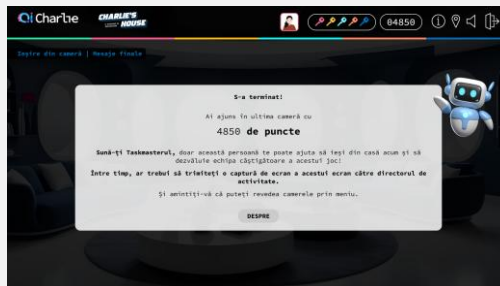 Qi Char1ie
CHARLIE'S
HOUSE
04850
Ieșire din cameră | Mesaje finale
S-a terminat!
Ai ajuns în ultima cameră cu
4850 de puncte
Sună-ți Taskmasterul, doar această persoană te poate ajuta să ieși din casă acum și să
dezvăluie echipa câștigătoare a acestui joc!
Între timp, ar trebui să trimiteți o captură de ecran a acestui ecran către directorul de
activitate.
Și amintiți-vă că puteți revedea camerele prin meniu.
DESPRE